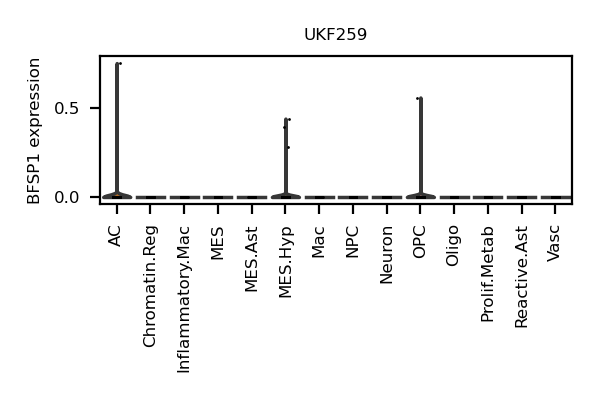 UKF259
BFSP1 expression
0.5
0.0
AC
Chromatin.Reg
Inflammatory.Mac
MES
MES.Ast
MES.Hyp
Mac
NPC
Neuron
OPC
Oligo
Prolif.Metab
Reactive.Ast
Vasc